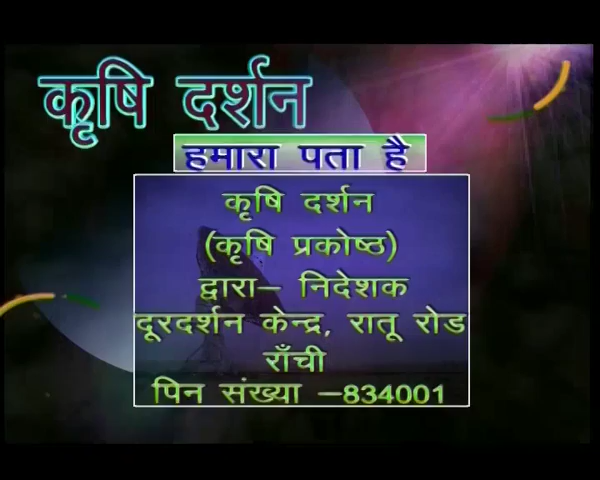 कृषि दर्शन
हमारा पता है
कृषि दर्शन
(कृषि प्रकोष्ठ)
द्वारा– निदेशक
दूरदर्शन केन्द्र, रातू रोड
राँची
पिन संख्या –834001